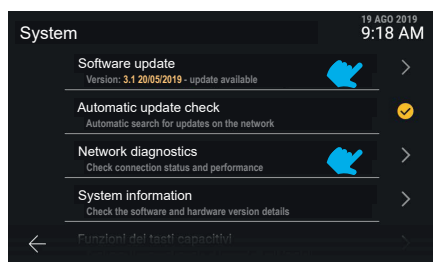 19 AGO 2019
System
9:18 AM
Software update
Version: 3.1 20/05/2019 - update available
Automatic update check
Automatic search for updates on the network
Network diagnostics
Check connection status and performance
System information
Check the software and hardware version details
Funzioni dei tasti capacitivi